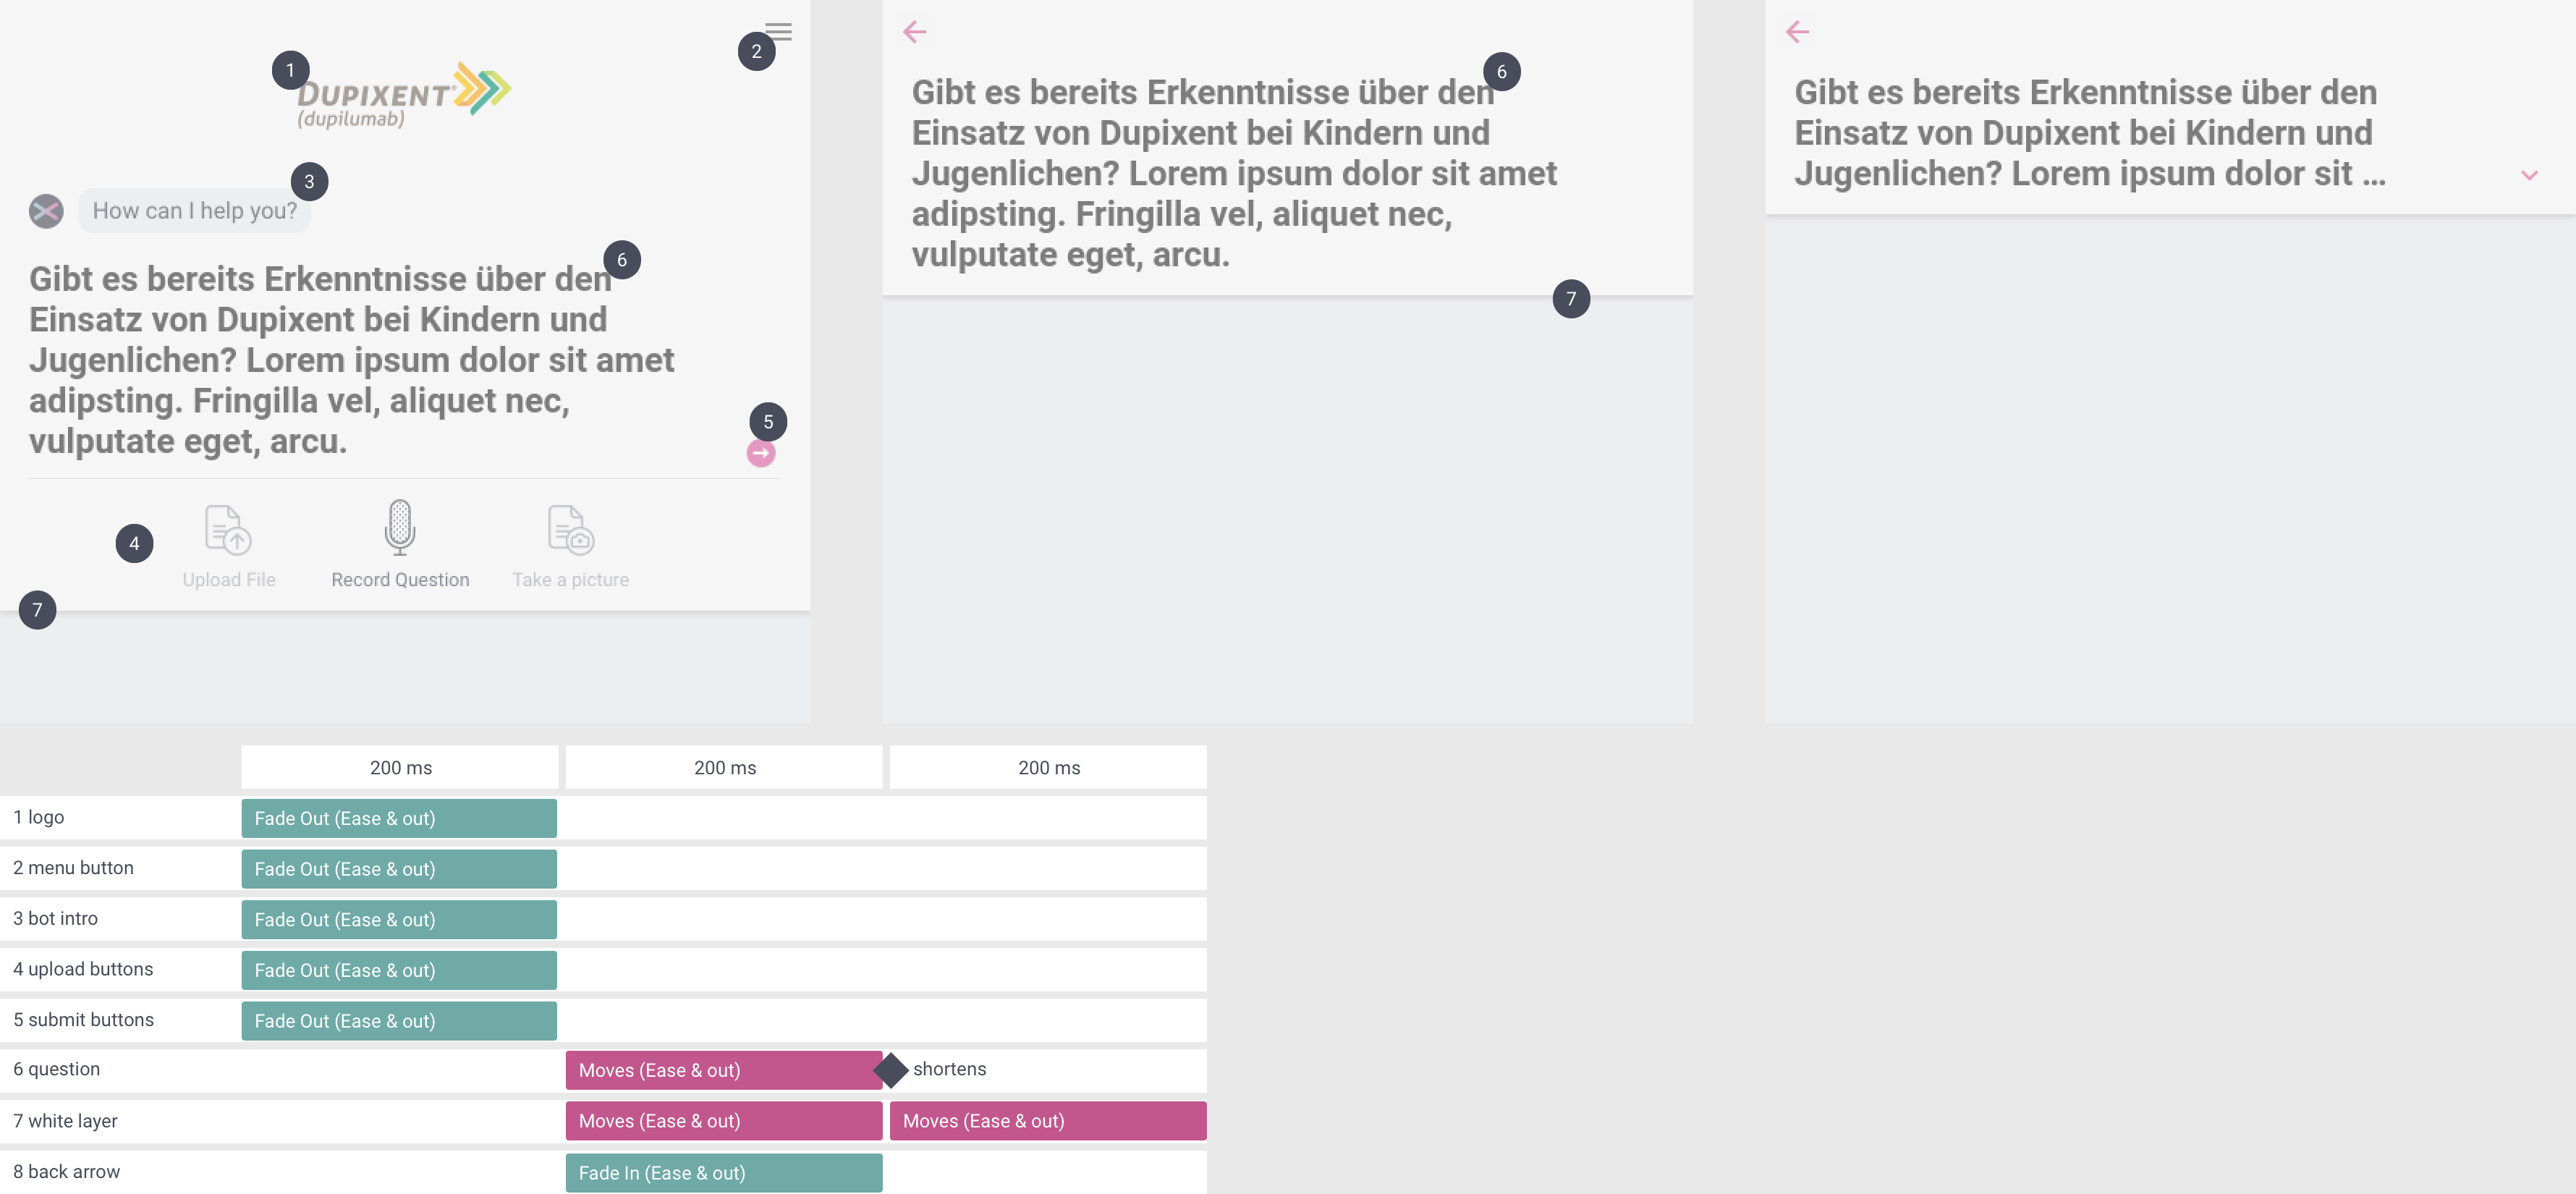 1
2
DUPIXENT®
(dupilumab)
3
How can I help you?
6
Gibt es bereits Erkenntnisse über den
Einsatz von Dupixent bei Kindern und
Jugenlichen? Lorem ipsum dolor sit amet
adipsting. Fringilla vel, aliquet nec,
vulputate eget, arcu.
5
4
Upload File
Record Question
Take a picture
7
6
Gibt es bereits Erkenntnisse über den
Einsatz von Dupixent bei Kindern und
Jugenlichen? Lorem ipsum dolor sit amet
adipsting. Fringilla vel, aliquet nec,
vulputate eget, arcu.
7
Gibt es bereits Erkenntnisse über den
Einsatz von Dupixent bei Kindern und
Jugenlichen? Lorem ipsum dolor sit ...
200 ms 200 ms 200 ms
1 logo Fade Out (Ease & out)
2 menu button Fade Out (Ease & out)
3 bot intro Fade Out (Ease & out)
4 upload buttons Fade Out (Ease & out)
5 submit buttons Fade Out (Ease & out)
6 question Moves (Ease & out) shortens
7 white layer Moves (Ease & out) Moves (Ease & out)
8 back arrow Fade In (Ease & out)